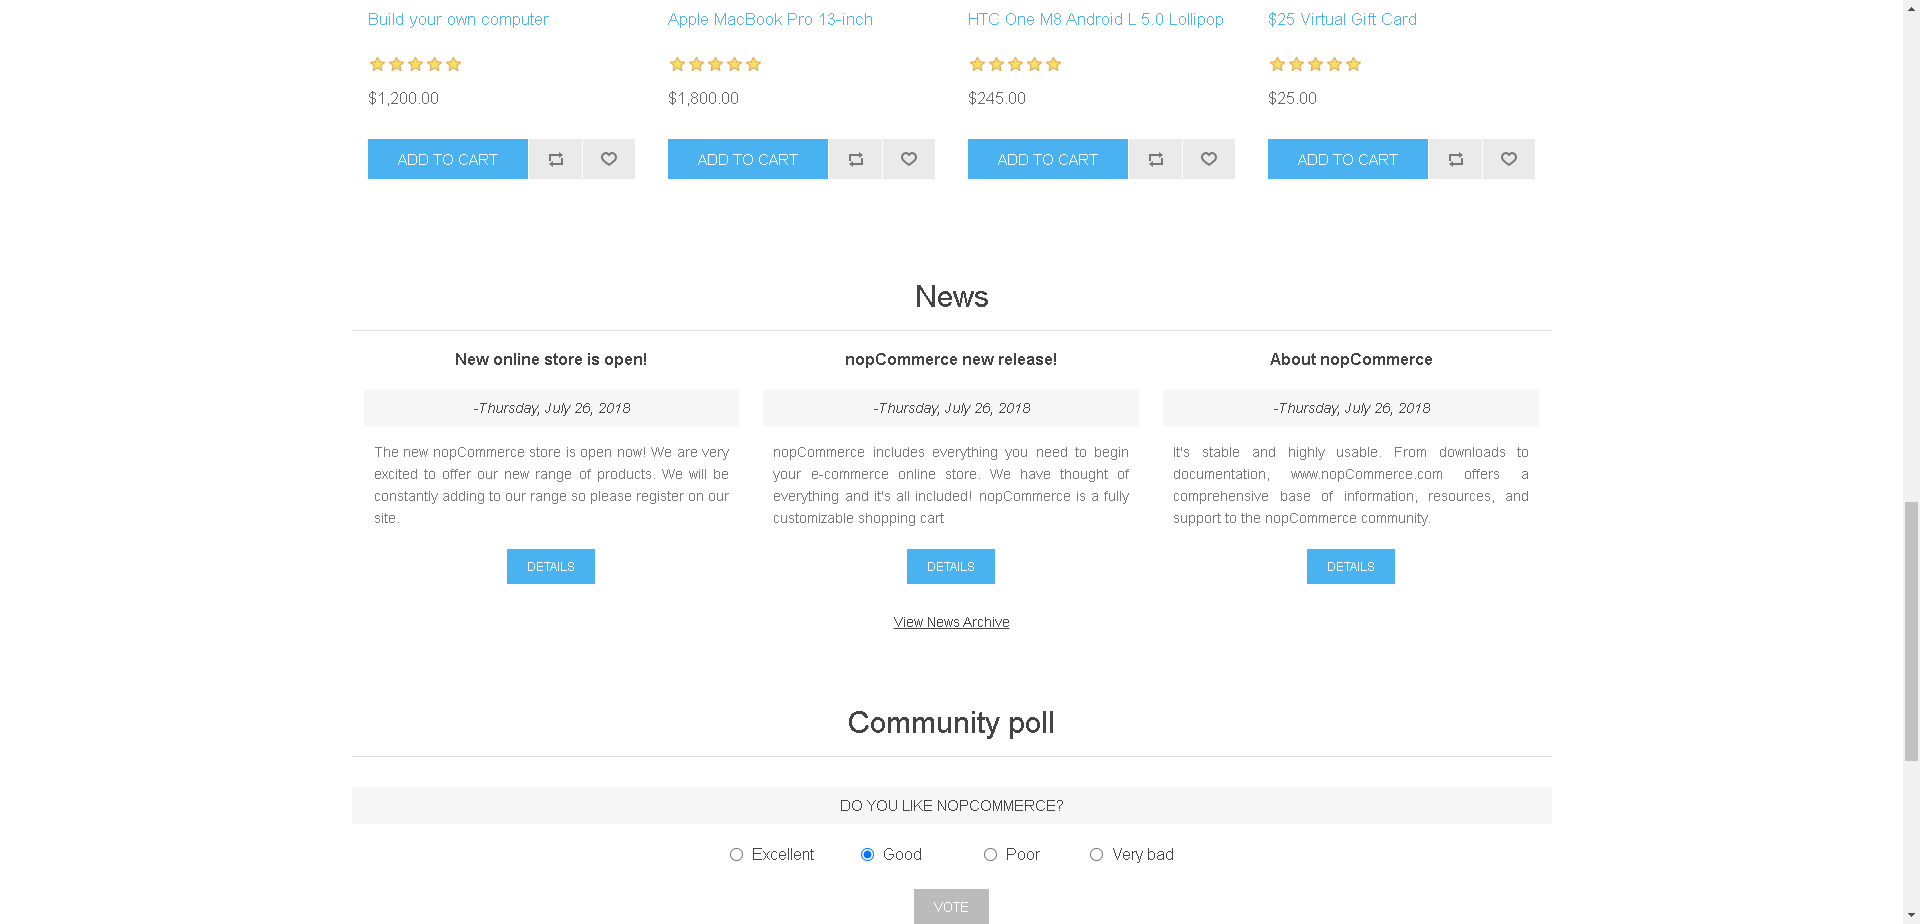 Build your own computer
Apple MacBook Pro 13-inch
HTC One M8 Android L 5.0 Lollipop
$25 Virtual Gift Card
$1,200.00
$1,800.00
$245.00
$25.00
ADD TO CART
ADD TO CART
ADD TO CART
ADD TO CART
News
New online store is open!
-Thursday, July 26, 2018
The new nopCommerce store is open now! We are very
excited to offer our new range of products. We will be
constantly adding to our range so please register on our
site.
DETAILS
nopCommerce new release!
-Thursday, July 26, 2018
nopCommerce includes everything you need to begin
your e-commerce online store. We have thought of
everything and it's all included! nopCommerce is a fully
customizable shopping cart
DETAILS
About nopCommerce
-Thursday, July 26, 2018
It's stable and highly usable. From downloads to
documentation, www.nopCommerce.com offers a
comprehensive base of information, resources, and
support to the nopCommerce community.
DETAILS
View News Archive
Community poll
DO YOU LIKE NOPCOMMERCE?
Excellent
Good
Poor
Very bad
VOTE